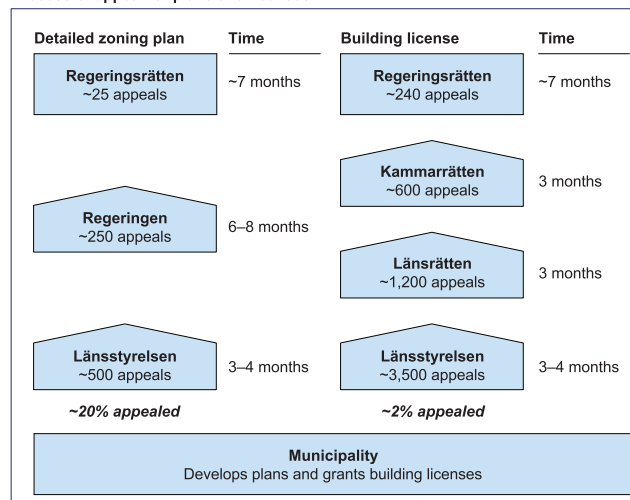 Detailed zoning plan
Time
Regeringsrätten
~25 appeals
~7 months
Regeringen
~250 appeals
6–8 months
Länsstyrelsen
~500 appeals
3–4 months
~20% appealed
Building license
Time
Regeringsrätten
~240 appeals
~7 months
Kammarrätten
~600 appeals
3 months
Länsrätten
~1,200 appeals
3 months
Länsstyrelsen
~3,500 appeals
3–4 months
~2% appealed
Municipality
Develops plans and grants building licenses